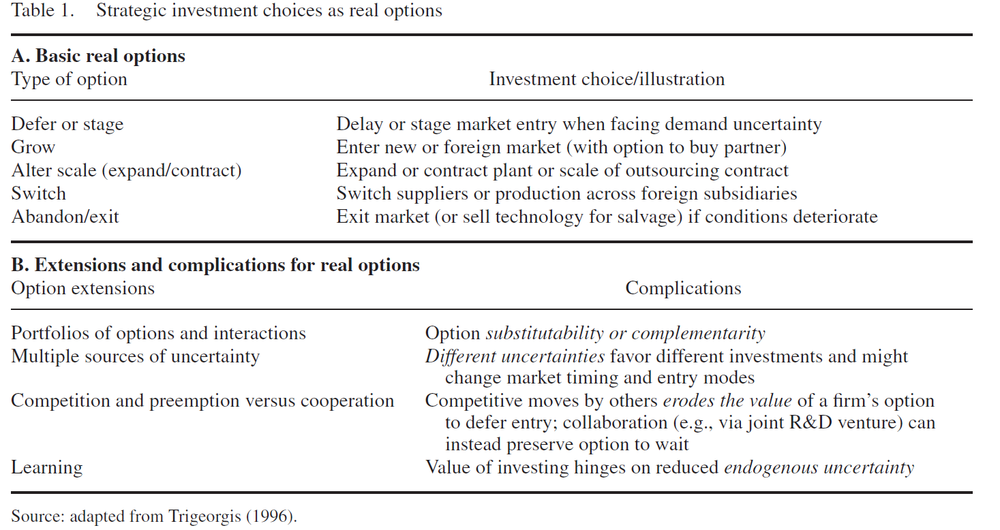 Table 1. Strategic investment choices as real options
A. Basic real options
Type of option Investment choice/illustration
Defer or stage Delay or stage market entry when facing demand uncertainty
Grow Enter new or foreign market (with option to buy partner)
Alter scale (expand/contract) Expand or contract plant or scale of outsourcing contract
Switch Switch suppliers or production across foreign subsidiaries
Abandon/exit Exit market (or sell technology for salvage) if conditions deteriorate
B. Extensions and complications for real options
Option extensions Complications
Portfolios of options and interactions Option substitutability or complementarity
Multiple sources of uncertainty Different uncertainties favor different investments and might
change market timing and entry modes
Competition and preemption versus cooperation Competitive moves by others erodes the value of a firm’s option
to defer entry; collaboration (e.g., via joint R&D venture) can
instead preserve option to wait
Learning Value of investing hinges on reduced endogenous uncertainty
Source: adapted from Trigeorgis (1996).